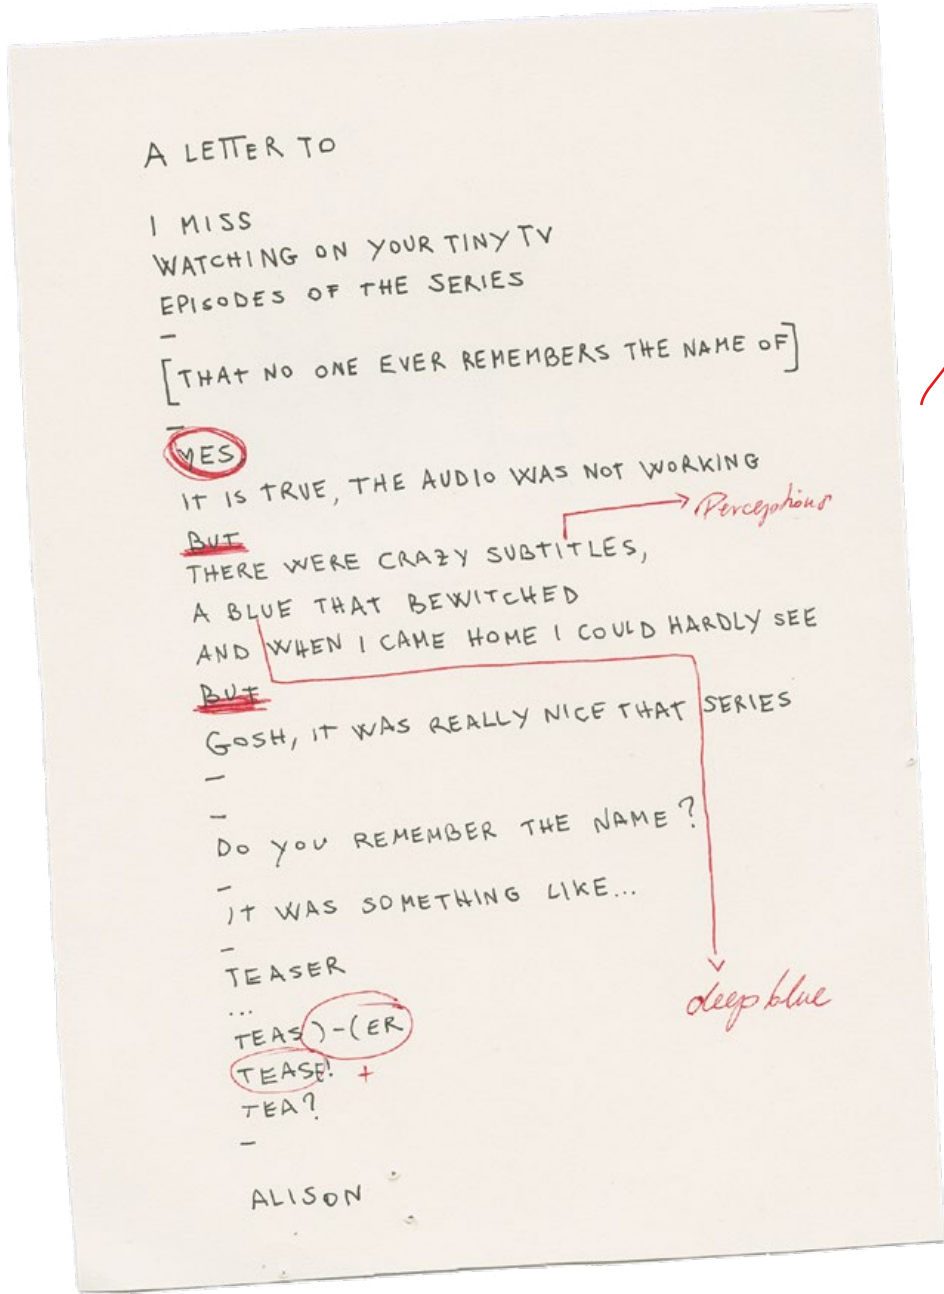 A LETTER TO
I MISS
WATCHING ON YOUR TINY TV
EPISODES OF THE SERIES
–
[THAT NO ONE EVER REMEMBERS THE NAME OF]
–
YES
IT IS TRUE, THE AUDIO WAS NOT WORKING
Perceptions
BUT
THERE WERE CRAZY SUBTITLES,
A BLUE THAT BEWITCHED
AND WHEN I CAME HOME I COULD HARDLY SEE
BUT
GOSH, IT WAS REALLY NICE THAT SERIES
–
–
DO YOU REMEMBER THE NAME?
–
IT WAS SOMETHING LIKE...
–
TEASER
deep blue
...
TEAS)-(ER
TEASE! +
TEA?
–
ALISON